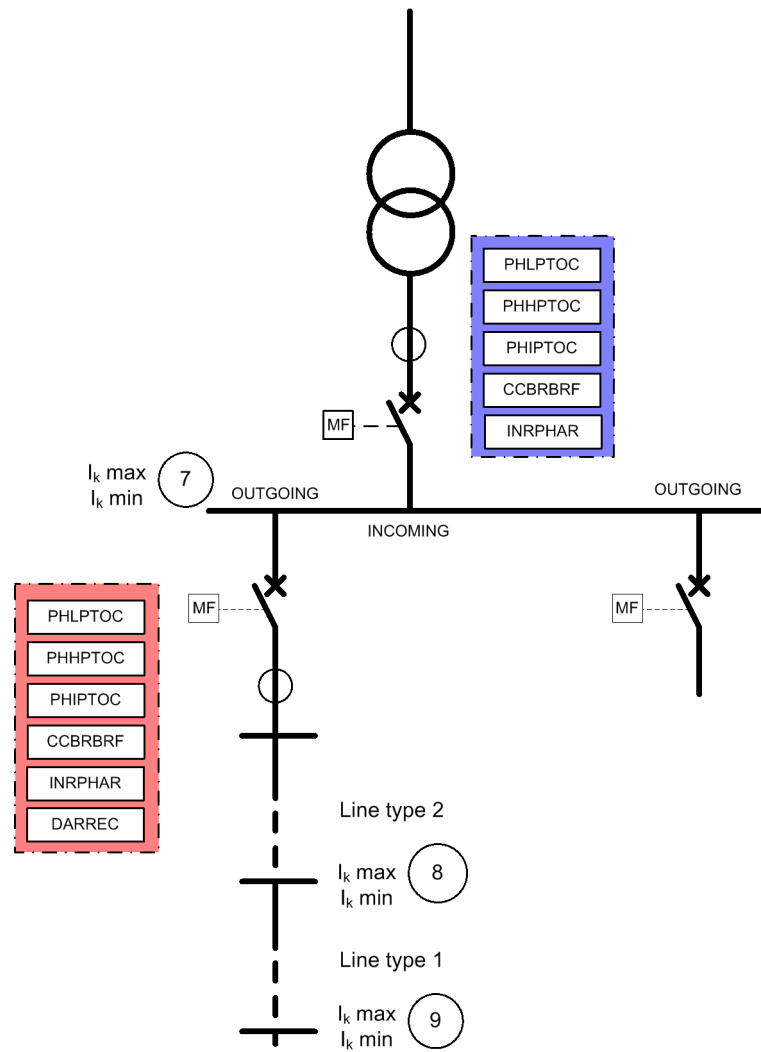 PHLPTOC
PHHPTOC
PHIPTOC
CCBRBRF
INRPHAR
MF
Ik max
Ik min
7
OUTGOING
INCOMING
OUTGOING
MF
MF
PHLPTOC
PHHPTOC
PHIPTOC
CCBRBRF
INRPHAR
DARREC
Line type 2
Ik max
Ik min
8
Line type 1
Ik max
Ik min
9